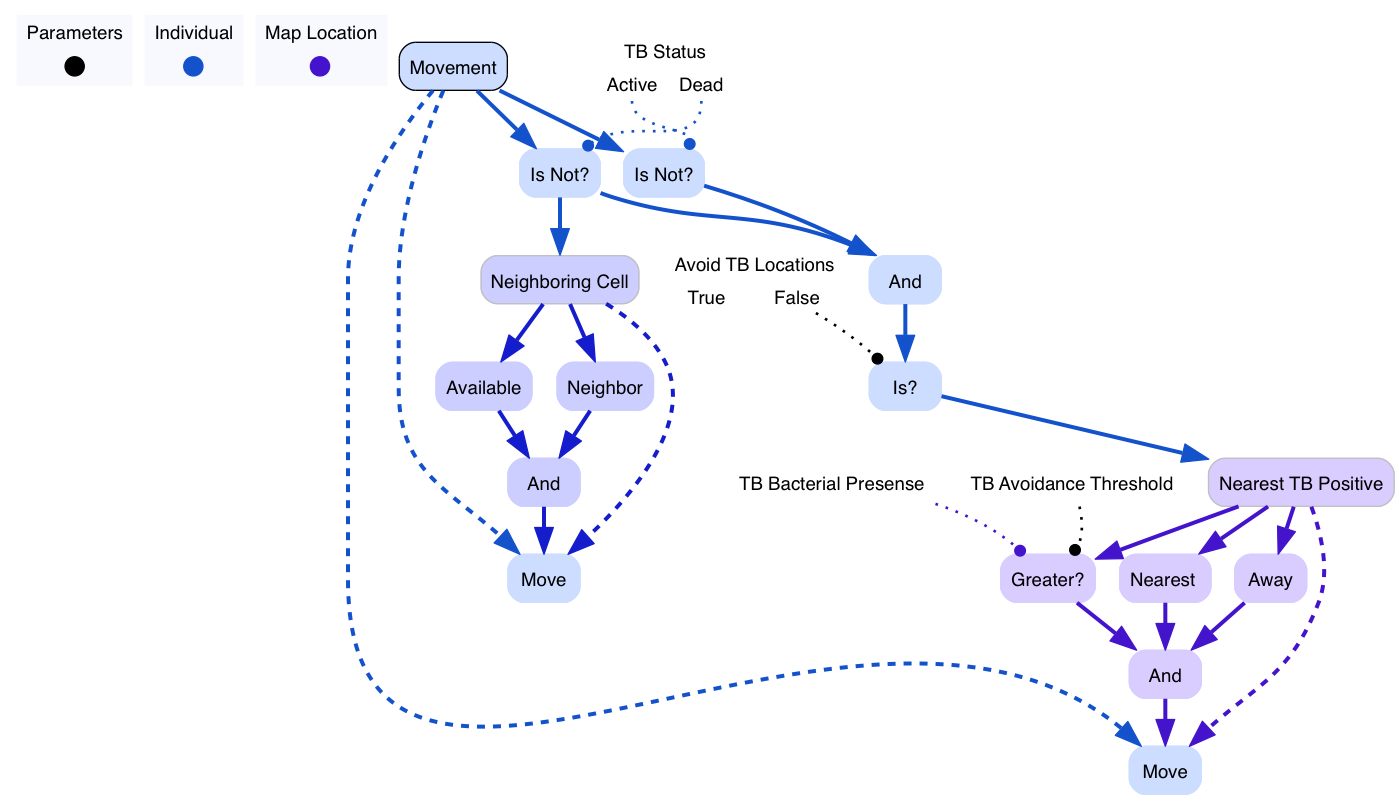 Parameters
Individual
Map Location
Movement
TB Status
Active
Dead
Is Not?
Is Not?
Avoid TB Locations
True
False
Neighboring Cell
And
Available
Neighbor
Is?
And
TB Bacterial Presense
TB Avoidance Threshold
Nearest TB Positive
Move
Greater?
Nearest
Away
And
Move